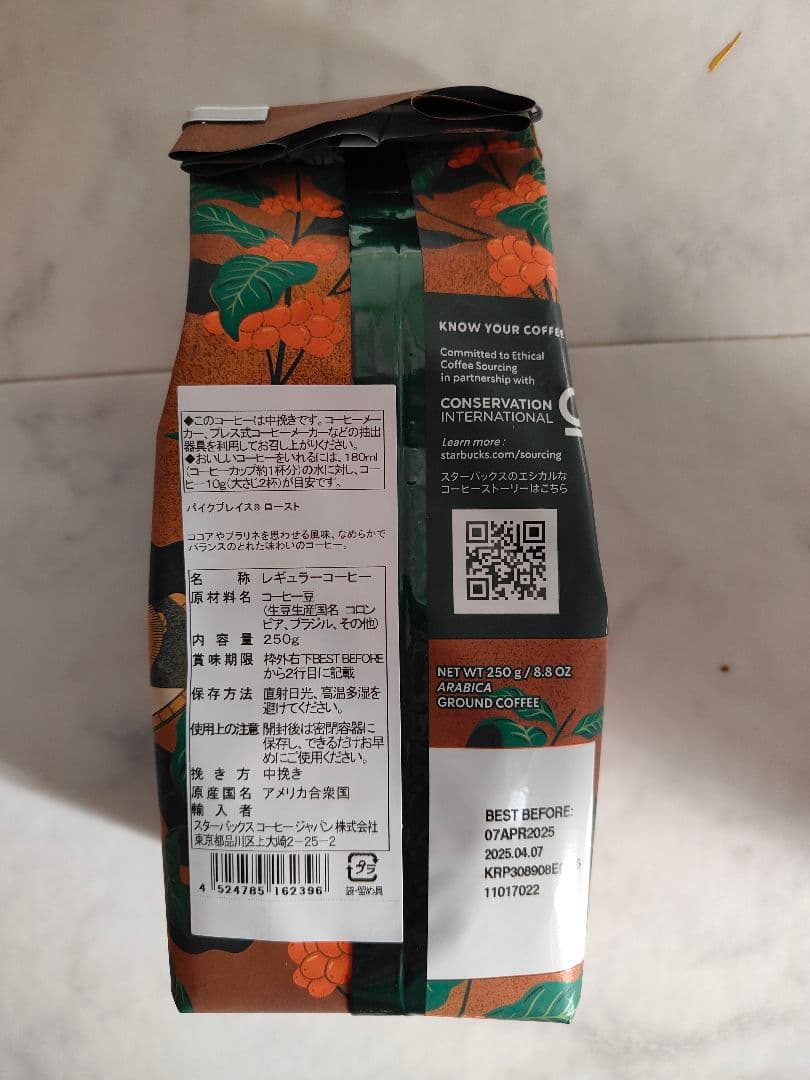 ◆このコーヒーは中挽きです。コーヒーメー
カー、プレス式コーヒーメーカーなどの抽出
器具を利用してお召し上がりください。
◆おいしいコーヒーをいれるには、180ml
(コーヒーカップ約1杯分)の水に対し、コー
ヒー10g(大さじ2杯)が目安です。
パイクプレイス® ロースト
ココアやプラリネを思わせる風味、なめらかで
バランスのとれた味わいのコーヒー。
名 称 レギュラーコーヒー
原材料名 コーヒー豆
(生豆生産国名 コロン
ビア、ブラジル、その他)
内 容 量 250g
賞味期限 枠外右下BEST BEFORE
から2行目に記載
保存方法 直射日光、高温多湿を
避けてください。
使用上の注意 開封後は密閉容器に
保存し、できるだけお早
めにご使用ください。
挽 き 方 中挽き
原産国名 アメリカ合衆国
輸 入 者
スターバックス コーヒー ジャパン 株式会社
東京都品川区上大崎2-25-2
4 524785 162396
プラ
袋・留め具
KNOW YOUR COFFEE
Committed to Ethical
Coffee Sourcing
in partnership with
CONSERVATION
INTERNATIONAL
Learn more :
starbucks.com/sourcing
スターバックスのエシカルな
コーヒーストーリーはこちら
NET WT 250 g / 8.8 OZ
ARABICA
GROUND COFFEE
BEST BEFORE:
07APR2025
2025.04.07
11017022